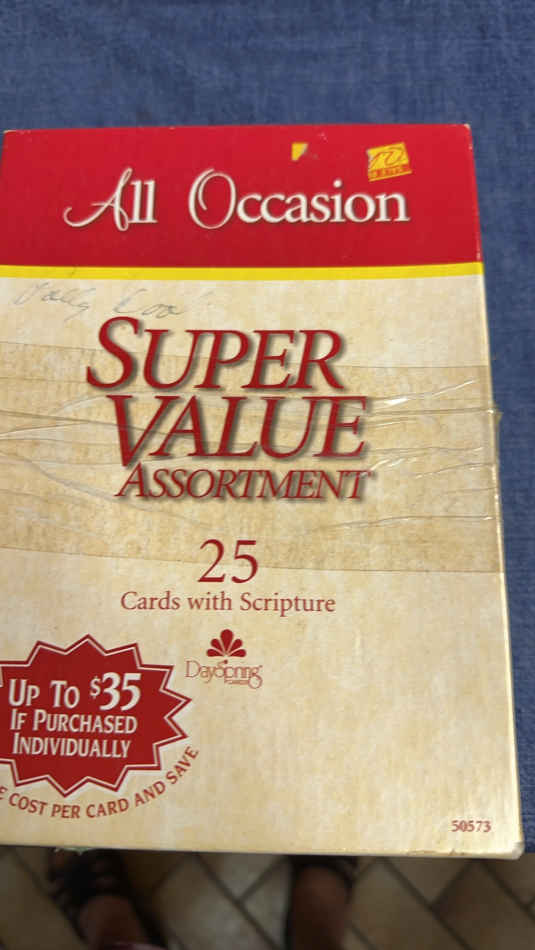 All Occasion
SUPER
VALUE
ASSORTMENT
25
Cards with Scripture
DaySpring
UP TO $35
IF PURCHASED
INDIVIDUALLY
COST PER CARD AND SAVE
50573